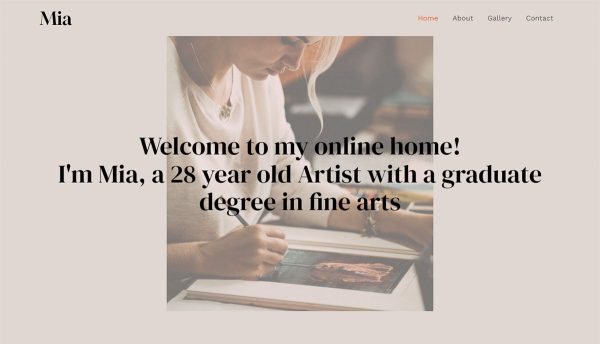 Mia
Home About Gallery Contact
Welcome to my online home!
I'm Mia, a 28 year old Artist with a graduate
degree in fine arts